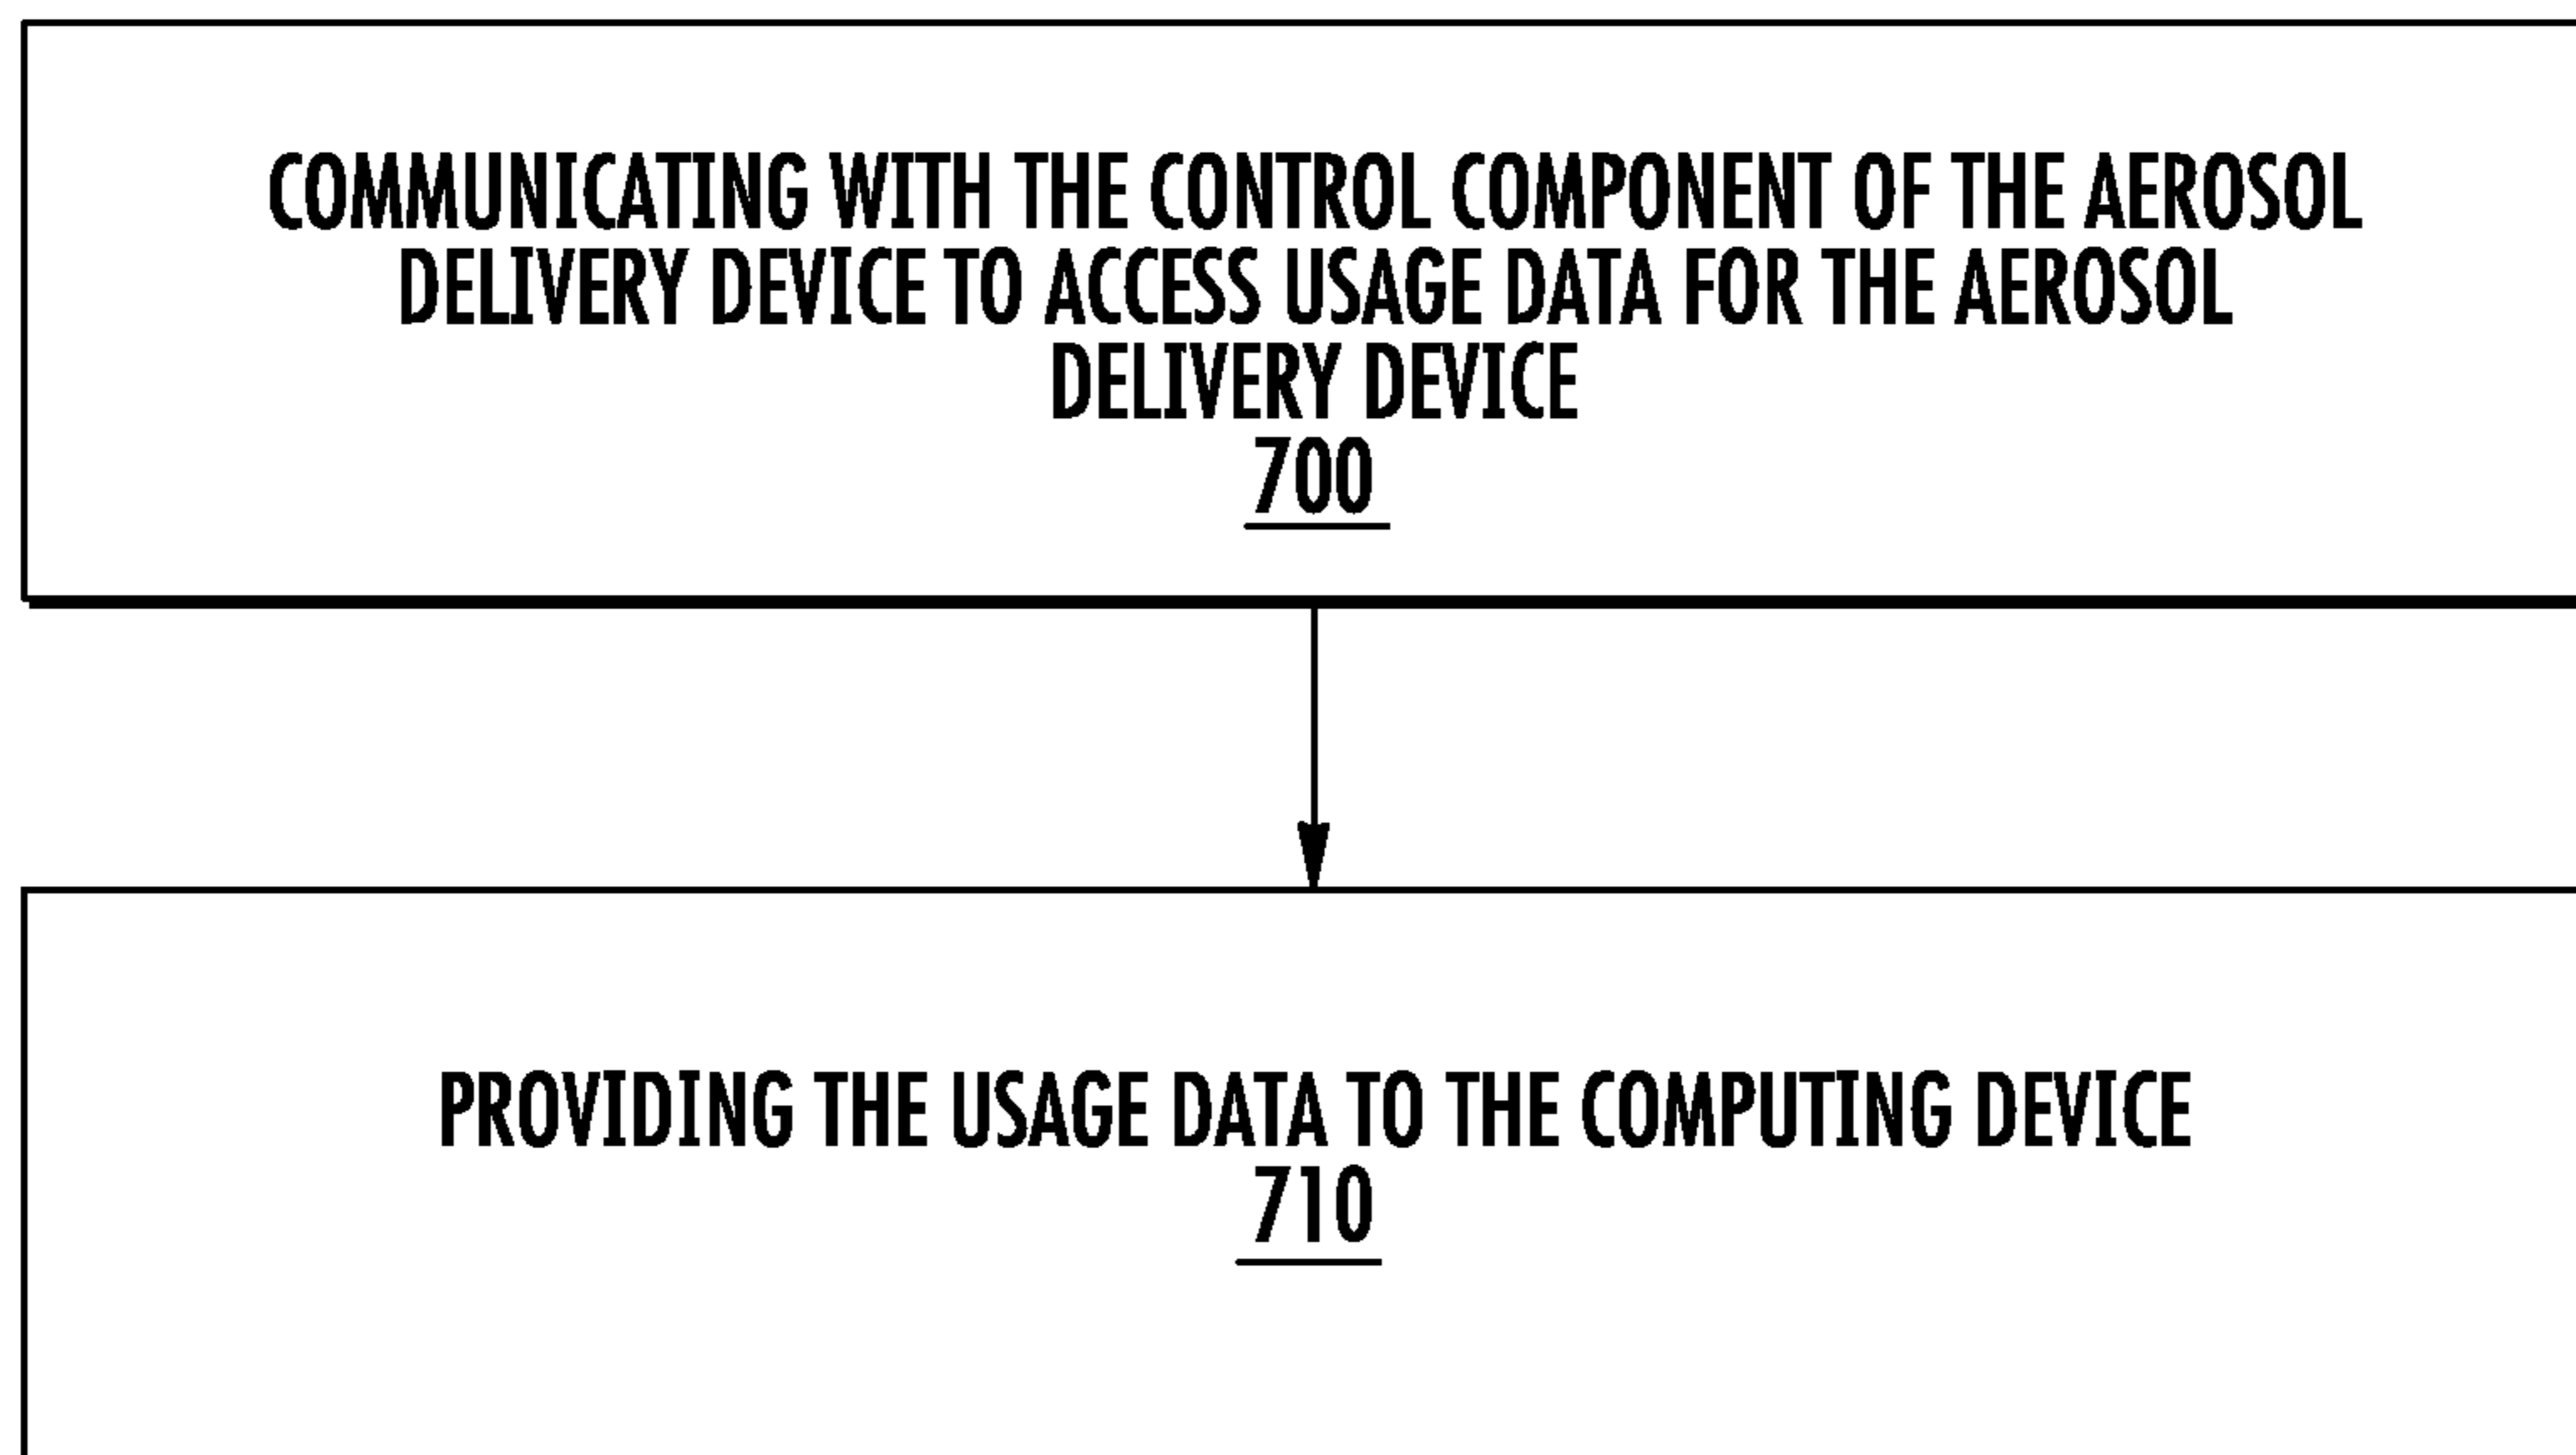 COMMUNICATING WITH THE CONTROL COMPONENT OF THE AEROSOL
DELIVERY DEVICE TO ACCESS USAGE DATA FOR THE AEROSOL
DELIVERY DEVICE
700
PROVIDING THE USAGE DATA TO THE COMPUTING DEVICE
710